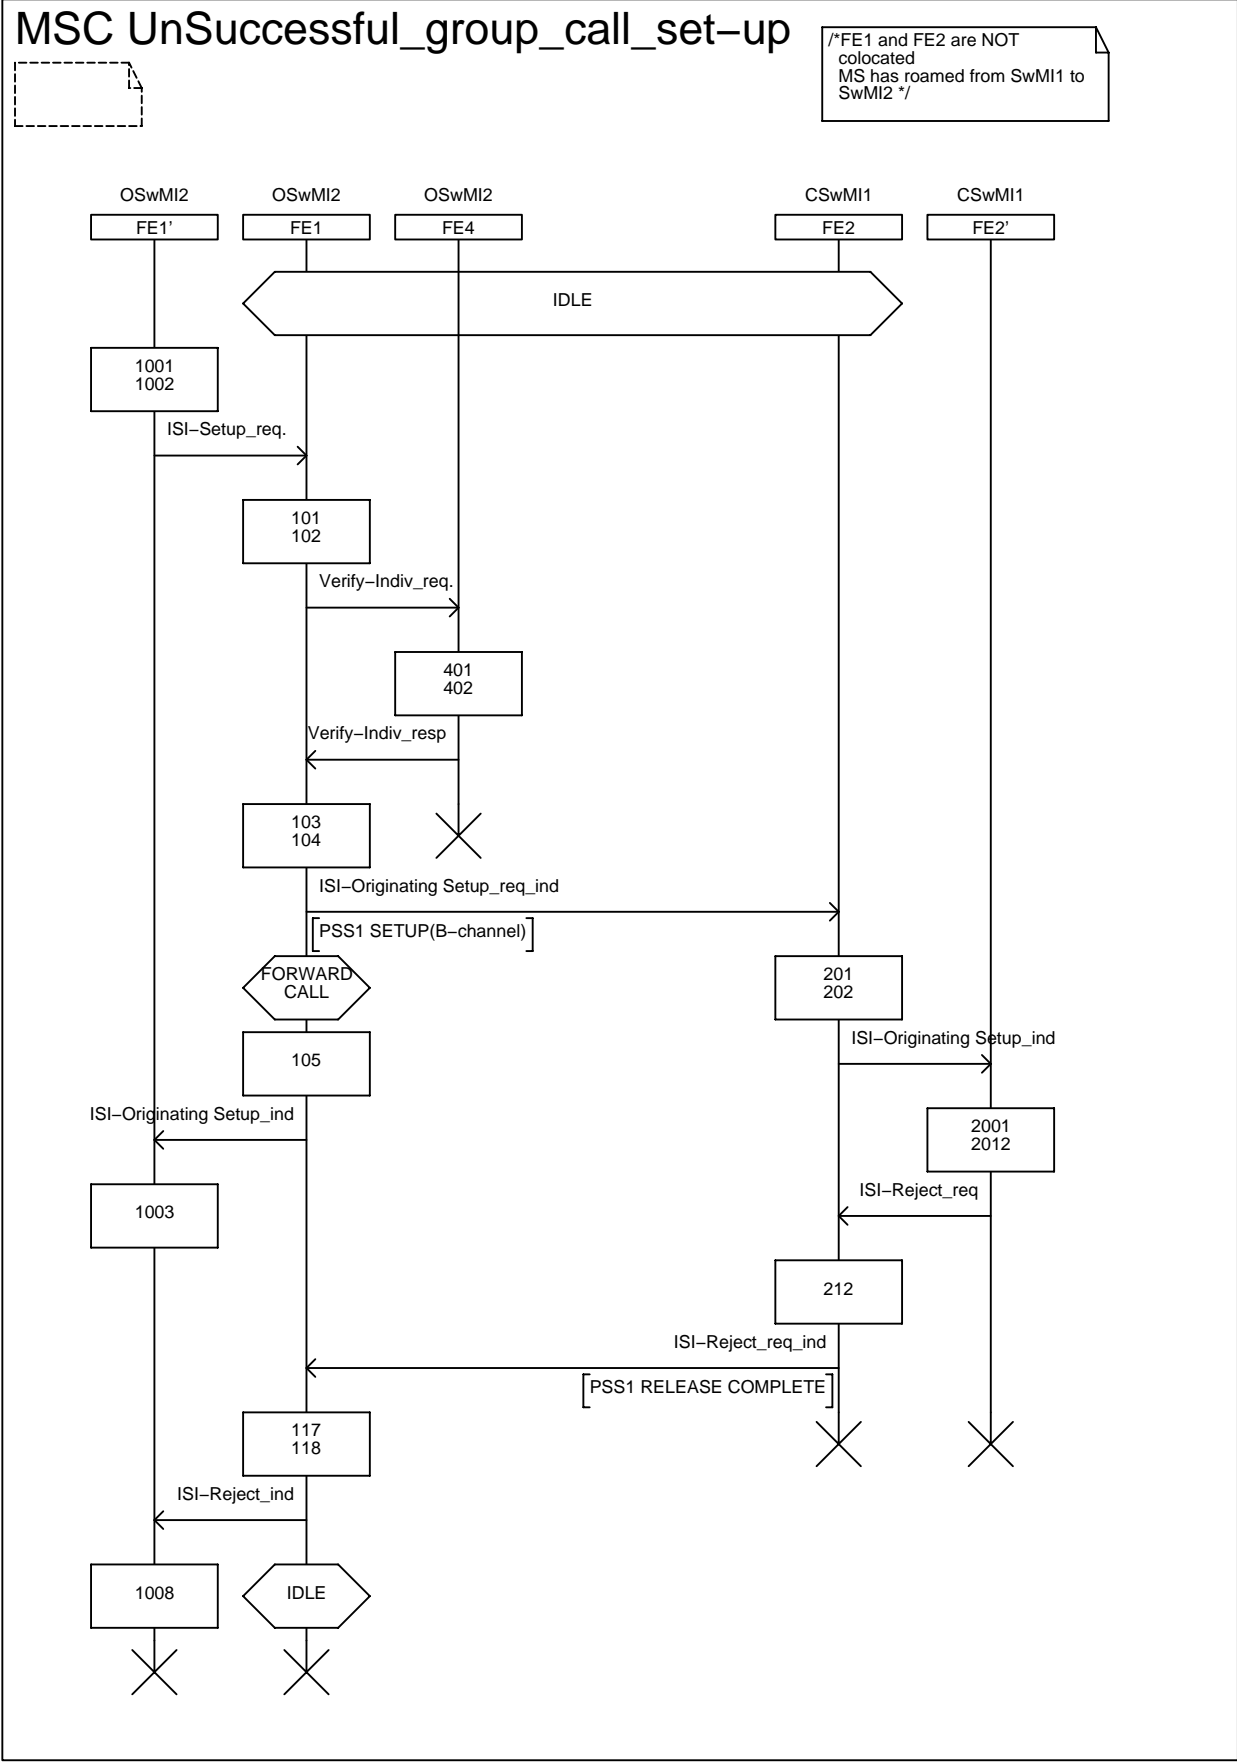 MSC UnSuccessful_group_call_set−up
/*FE1 and FE2 are NOT
colocated
MS has roamed from SwMI1 to
SwMI2 */
OSwMI2
OSwMI2
OSwMI2
CSwMI1
CSwMI1
FE1’
FE1
FE4
FE2
FE2’
IDLE
1001
1002
ISI−Setup_req.
101
102
Verify−Indiv_req.
401
402
Verify−Indiv_resp
103
104
ISI−Originating Setup_req_ind
PSS1 SETUP(B−channel)
FORWARD
CALL
201
202
ISI−Originating Setup_ind
105
ISI−Originating Setup_ind
2001
2012
ISI−Reject_req
1003
212
ISI−Reject_req_ind
PSS1 RELEASE COMPLETE
117
118
ISI−Reject_ind
1008
IDLE